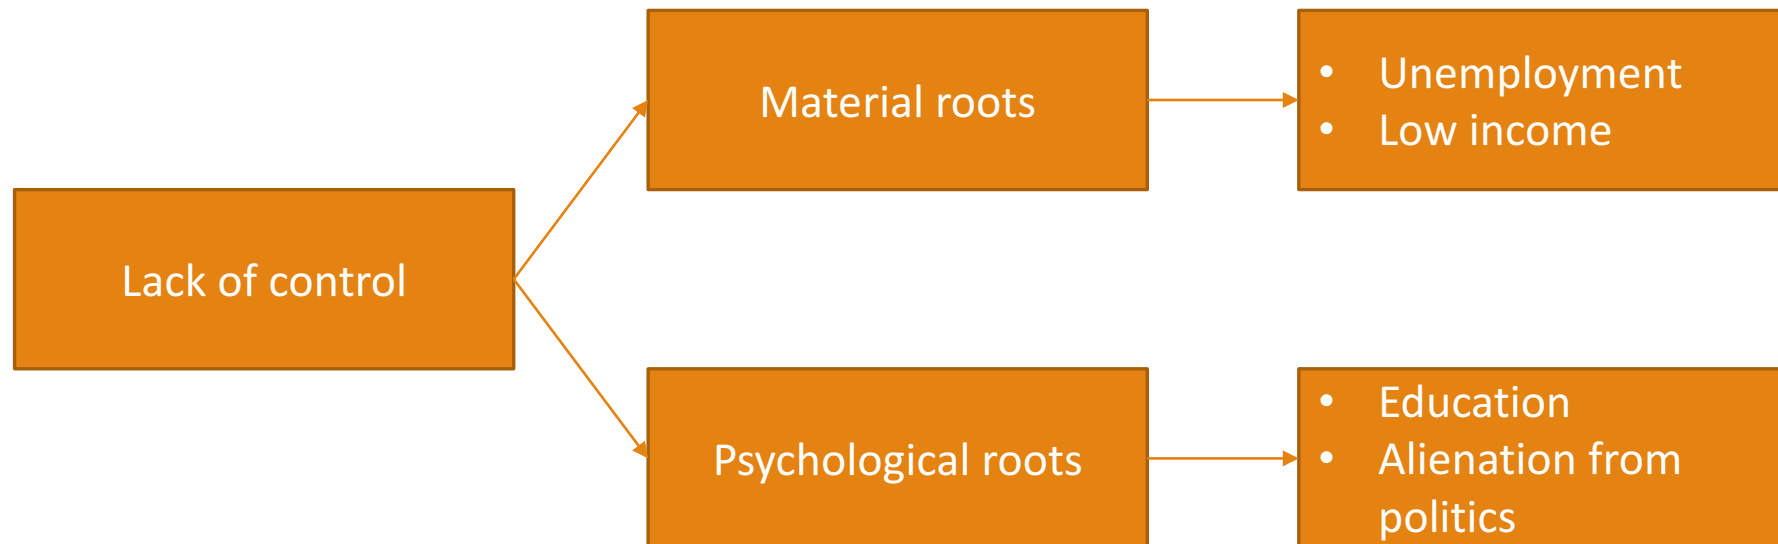 Lack of control
Material roots
• Unemployment
• Low income
Psychological roots
• Education
• Alienation from
politics